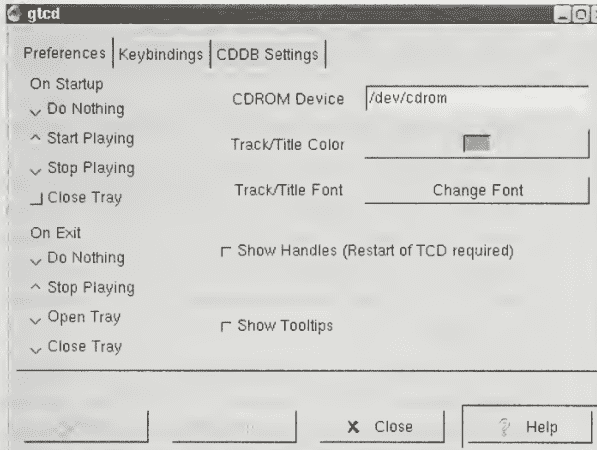 gtcd
Preferences Keybindings CDDB Settings
On Startup
Do Nothing
Start Playing
Stop Playing
Close Tray
On Exit
Do Nothing
Stop Playing
Open Tray
Close Tray
CDROM Device /dev/cdrom
Track/Title Color
Track/Title Font Change Font
Show Handles (Restart of TCD required)
Show Tooltips
X Close
? Help